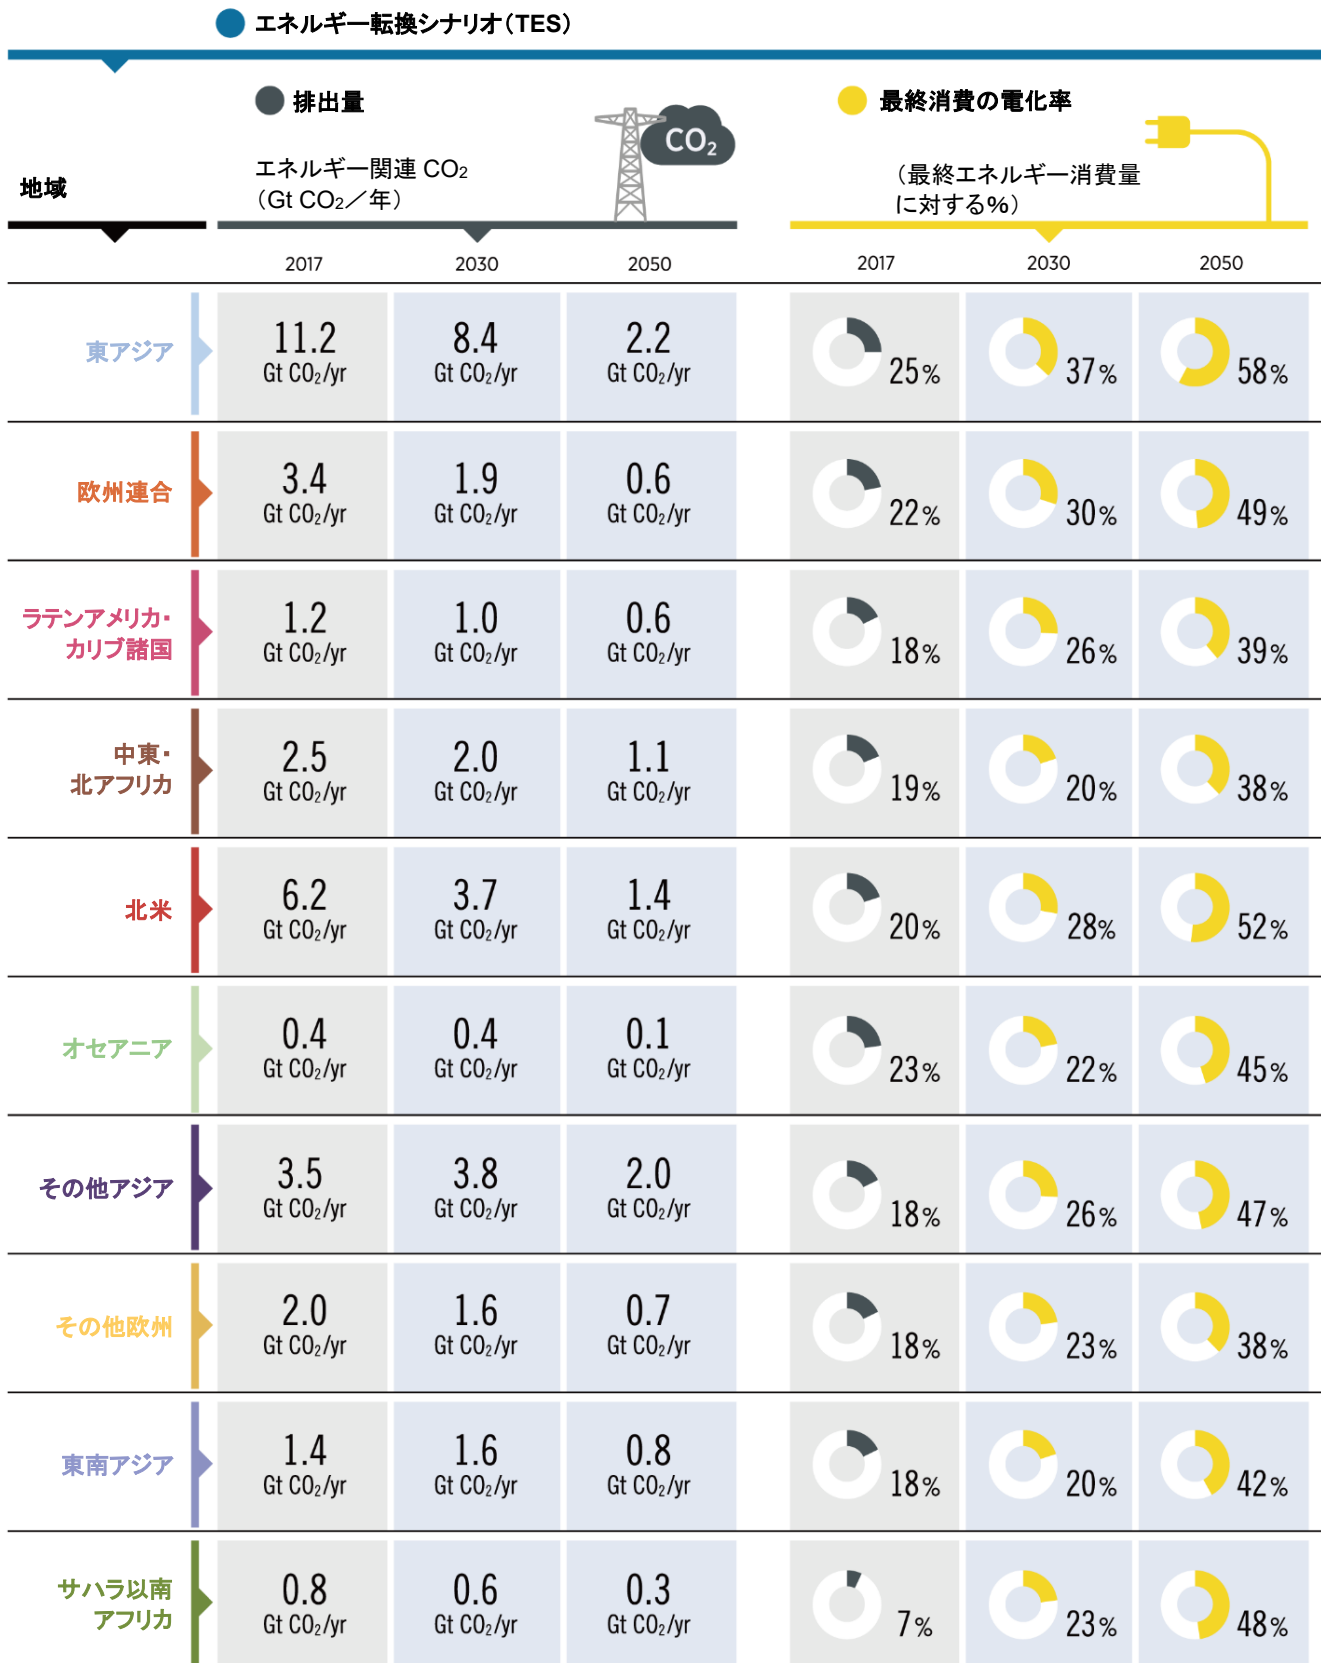 エネルギー転換シナリオ（TES）
排出量
最終消費の電化率
CO₂
エネルギー関連 CO₂
（Gt CO₂／年）
（最終エネルギー消費量
に対する%）
地域
2017 2030 2050 2017 2030 2050
東アジア
11.2 8.4 2.2
Gt CO₂/yr Gt CO₂/yr Gt CO₂/yr
25% 37% 58%
欧州連合
3.4 1.9 0.6
Gt CO₂/yr Gt CO₂/yr Gt CO₂/yr
22% 30% 49%
ラテンアメリカ・
カリブ諸国
1.2 1.0 0.6
Gt CO₂/yr Gt CO₂/yr Gt CO₂/yr
18% 26% 39%
中東・
北アフリカ
2.5 2.0 1.1
Gt CO₂/yr Gt CO₂/yr Gt CO₂/yr
19% 20% 38%
北米
6.2 3.7 1.4
Gt CO₂/yr Gt CO₂/yr Gt CO₂/yr
20% 28% 52%
オセアニア
0.4 0.4 0.1
Gt CO₂/yr Gt CO₂/yr Gt CO₂/yr
23% 22% 45%
その他アジア
3.5 3.8 2.0
Gt CO₂/yr Gt CO₂/yr Gt CO₂/yr
18% 26% 47%
その他欧州
2.0 1.6 0.7
Gt CO₂/yr Gt CO₂/yr Gt CO₂/yr
18% 23% 38%
東南アジア
1.4 1.6 0.8
Gt CO₂/yr Gt CO₂/yr Gt CO₂/yr
18% 20% 42%
サハラ以南
アフリカ
0.8 0.6 0.3
Gt CO₂/yr Gt CO₂/yr Gt CO₂/yr
7% 23% 48%